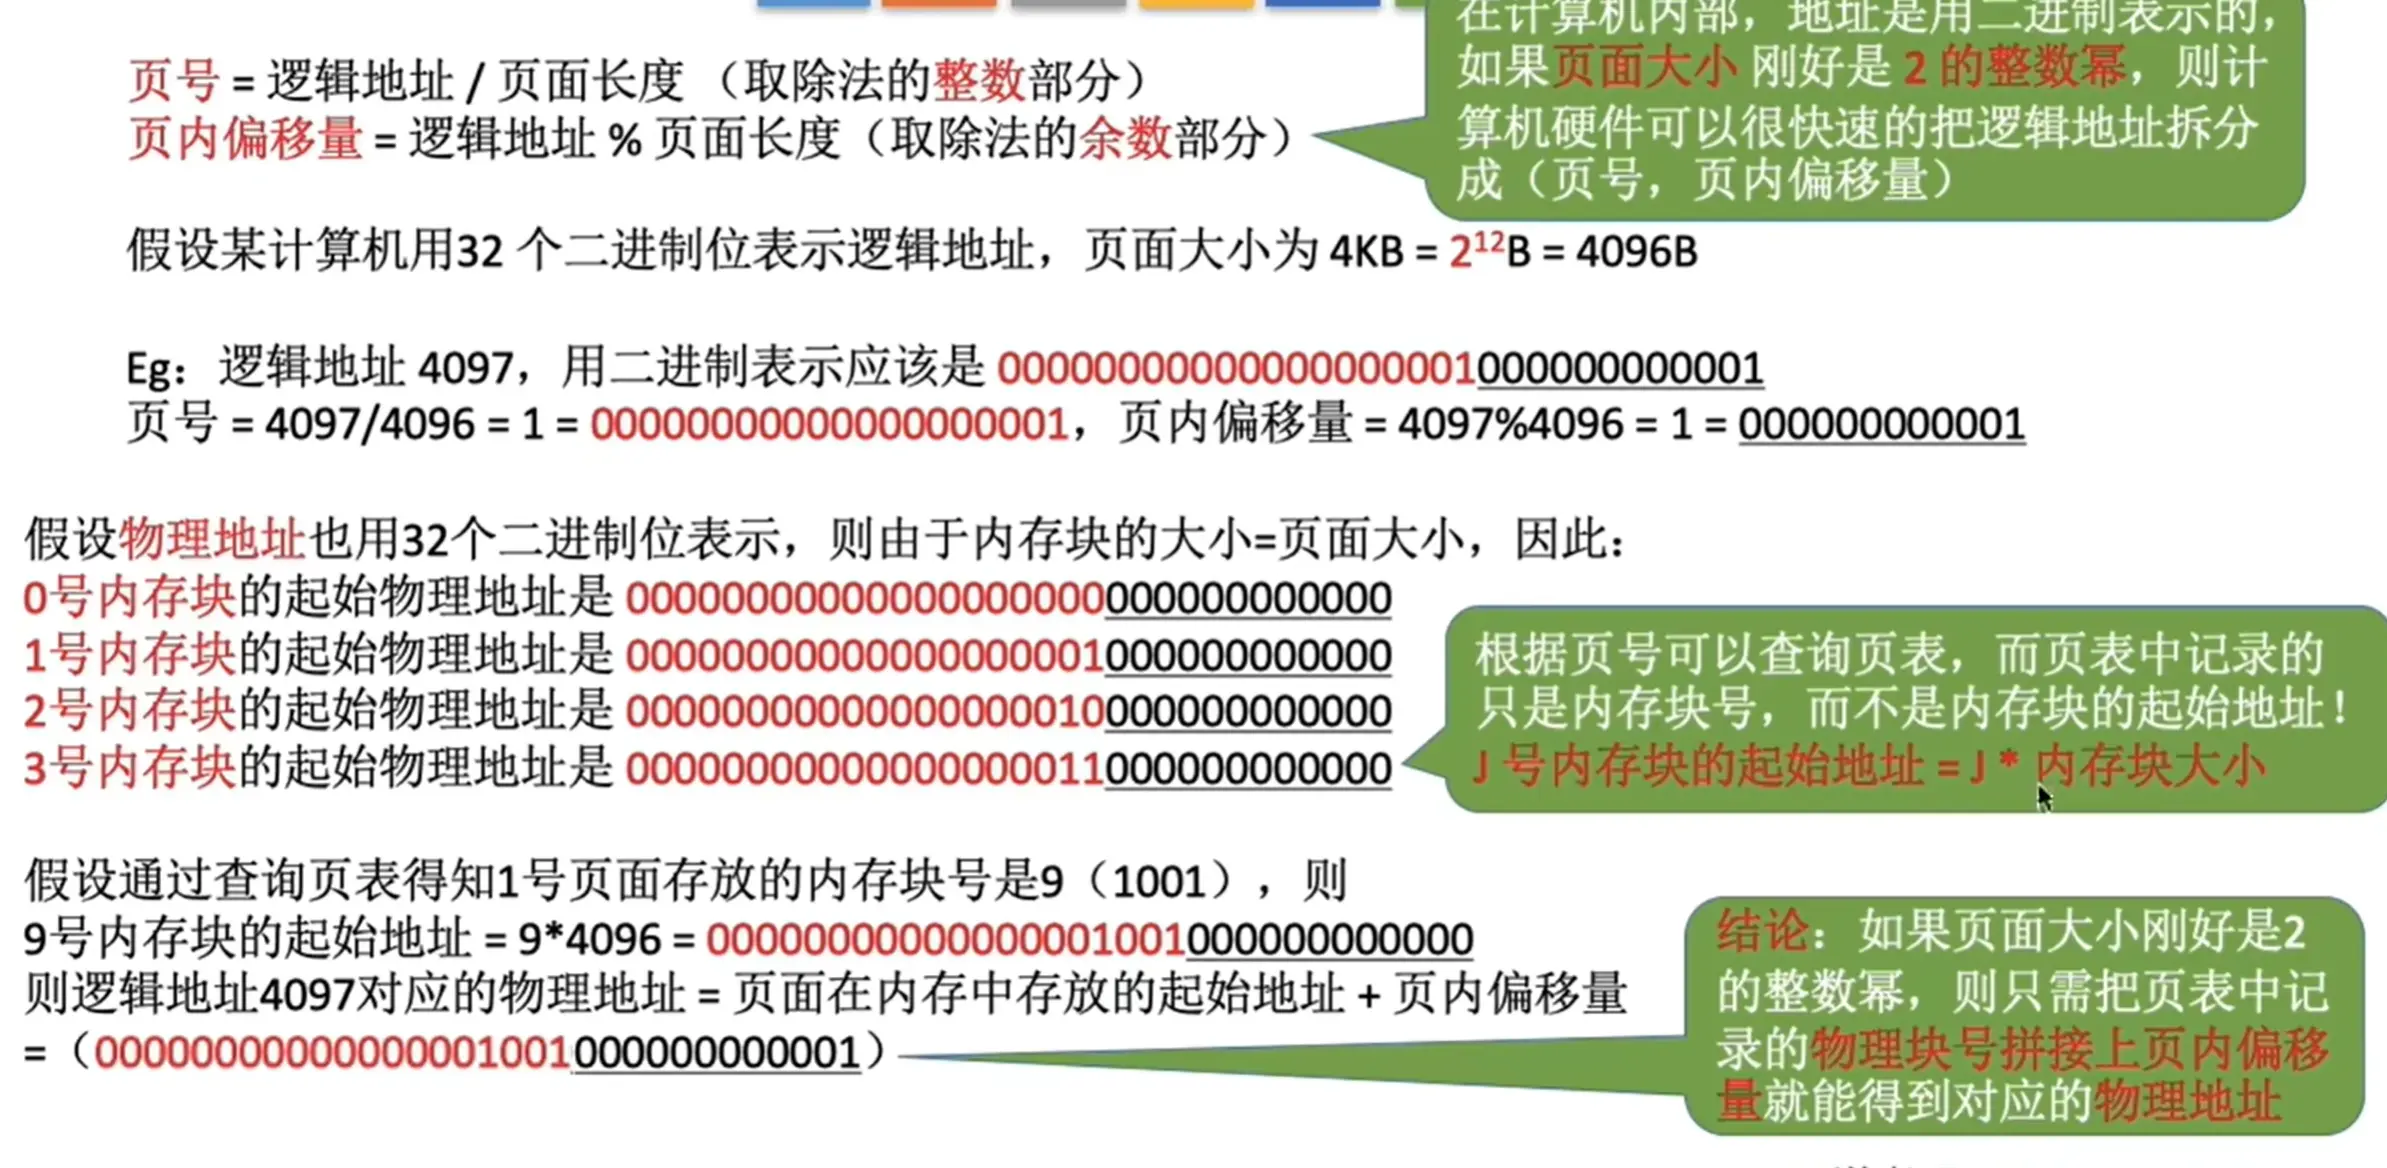 在计算机内部，地址是用二进制表示的，
如果页面大小 刚好是 2 的整数幂，则计
算机硬件可以很快速的把逻辑地址拆分
成（页号，页内偏移量）
页号 = 逻辑地址 / 页面长度 （取除法的整数部分）
页内偏移量 = 逻辑地址 % 页面长度（取除法的余数部分）
假设某计算机用32 个二进制位表示逻辑地址，页面大小为 4KB = 2¹²B = 4096B
Eg：逻辑地址 4097，用二进制表示应该是 00000000000000000001000000000001
页号 = 4097/4096 = 1 = 00000000000000000001，页内偏移量 = 4097%4096 = 1 = 000000000001
假设物理地址也用32个二进制位表示，则由于内存块的大小=页面大小，因此：
0号内存块的起始物理地址是 00000000000000000000000000000000
1号内存块的起始物理地址是 00000000000000000001000000000000
2号内存块的起始物理地址是 00000000000000000010000000000000
3号内存块的起始物理地址是 00000000000000000011000000000000
根据页号可以查询页表，而页表中记录的
只是内存块号，而不是内存块的起始地址！
J 号内存块的起始地址 = J * 内存块大小
假设通过查询页表得知1号页面存放的内存块号是9（1001），则
9号内存块的起始地址 = 9*4096 = 00000000000000001001000000000000
则逻辑地址4097对应的物理地址 = 页面在内存中存放的起始地址 + 页内偏移量
=（00000000000000001001000000000001）
结论：如果页面大小刚好是2
的整数幂，则只需把页表中记
录的物理块号拼接上页内偏移
量就能得到对应的物理地址